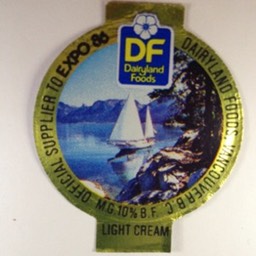 DF
Dairyland
Foods
OFFICIAL SUPPLIER TO EXPO 86
DAIRYLAND FOODS, VANCOUVER B.C.
M.G. 10% B.F.
LIGHT CREAM